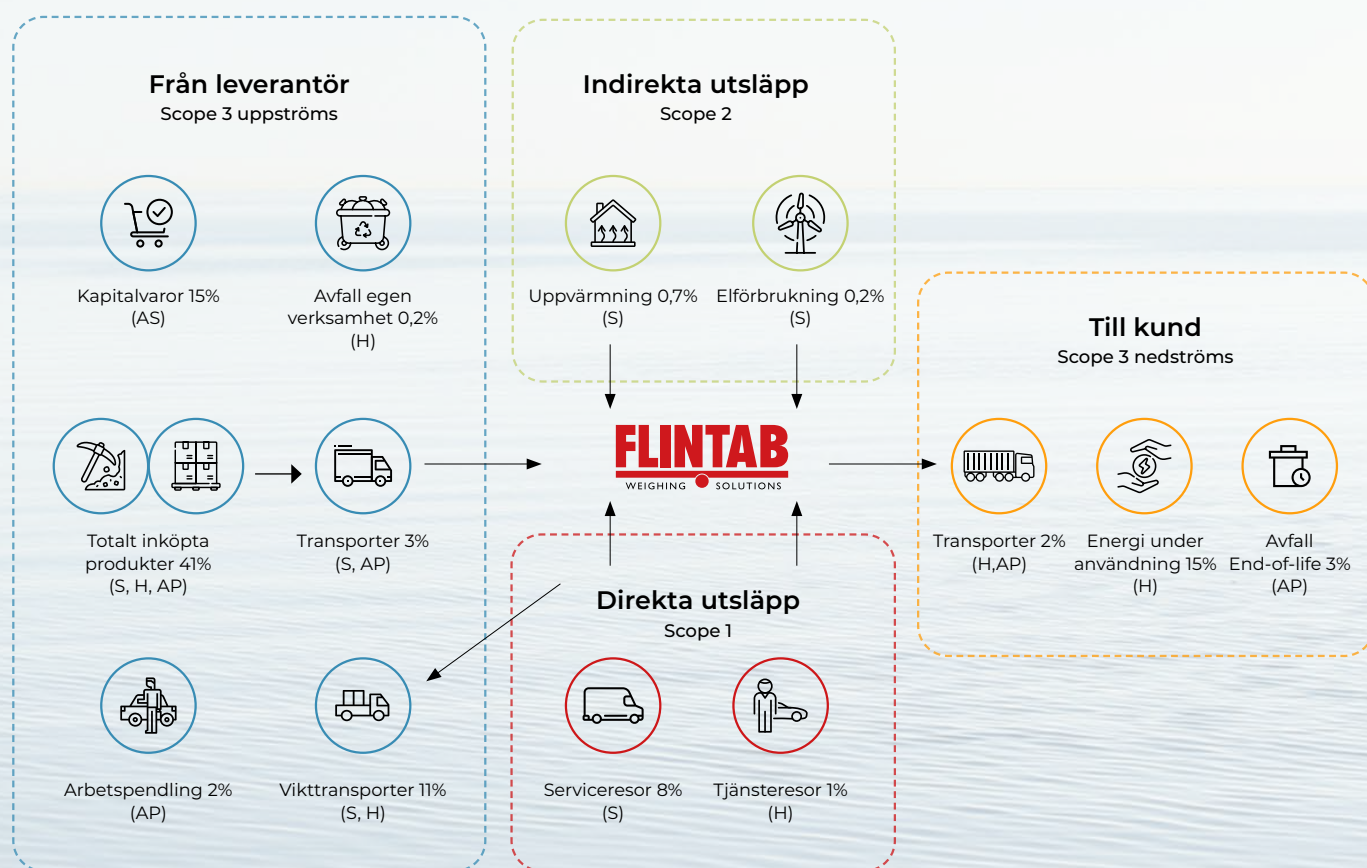 Från leverantör
Scope 3 uppströms
Kapitalvaror 15%
(AS)
Avfall egen
verksamhet 0,2%
(H)
Totalt inköpta
produkter 41%
(S, H, AP)
Transporter 3%
(S, AP)
Arbetspendling 2%
(AP)
Vikttransporter 11%
(S, H)
Indirekta utsläpp
Scope 2
Uppvärmning 0,7%
(S)
Elförbrukning 0,2%
(S)
FLINTAB
WEIGHING SOLUTIONS
Direkta utsläpp
Scope 1
Serviceresor 8%
(S)
Tjänsteresor 1%
(H)
Till kund
Scope 3 nedströms
Transporter 2%
(H,AP)
Energi under
användning 15%
(H)
Avfall
End-of-life 3%
(AP)